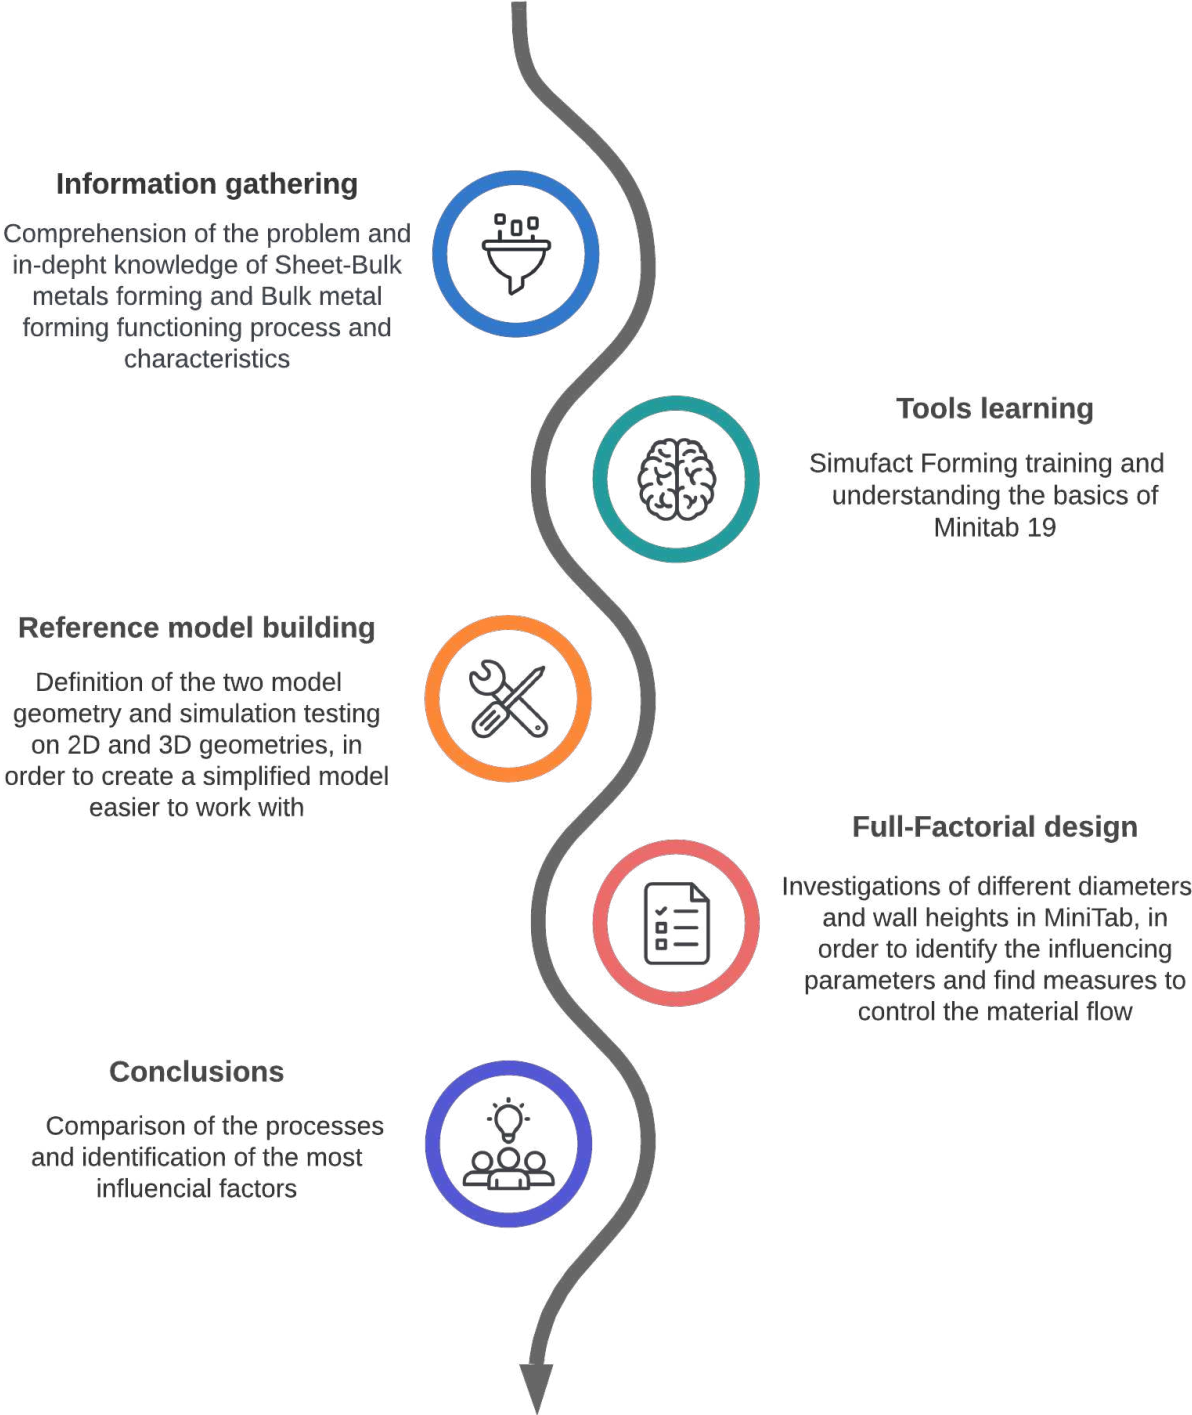 Information gathering
Comprehension of the problem and
in-depht knowledge of Sheet-Bulk
metals forming and Bulk metal
forming functioning process and
characteristics
Tools learning
Simufact Forming training and
understanding the basics of
Minitab 19
Reference model building
Definition of the two model
geometry and simulation testing
on 2D and 3D geometries, in
order to create a simplified model
easier to work with
Full-Factorial design
Investigations of different diameters
and wall heights in MiniTab, in
order to identify the influencing
parameters and find measures to
control the material flow
Conclusions
Comparison of the processes
and identification of the most
influencial factors